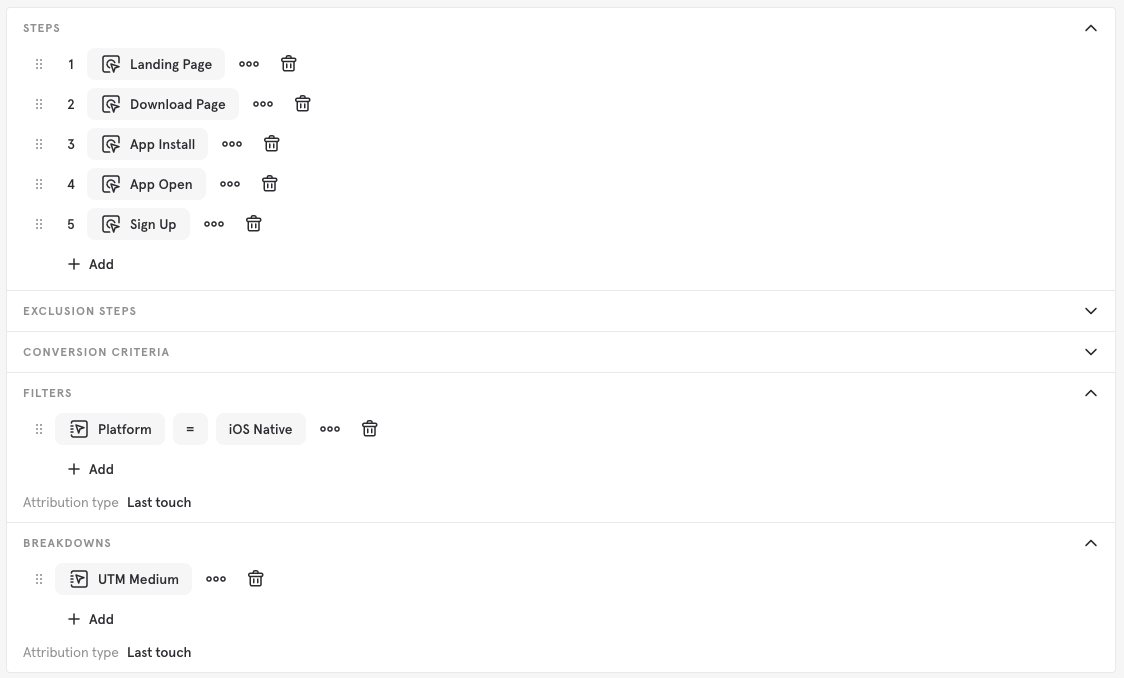 STEPS
1 Landing Page
2 Download Page
3 App Install
4 App Open
5 Sign Up
Add
EXCLUSION STEPS
CONVERSION CRITERIA
FILTERS
Platform = iOS Native
Add
Attribution type Last touch
BREAKDOWNS
UTM Medium
Add
Attribution type Last touch